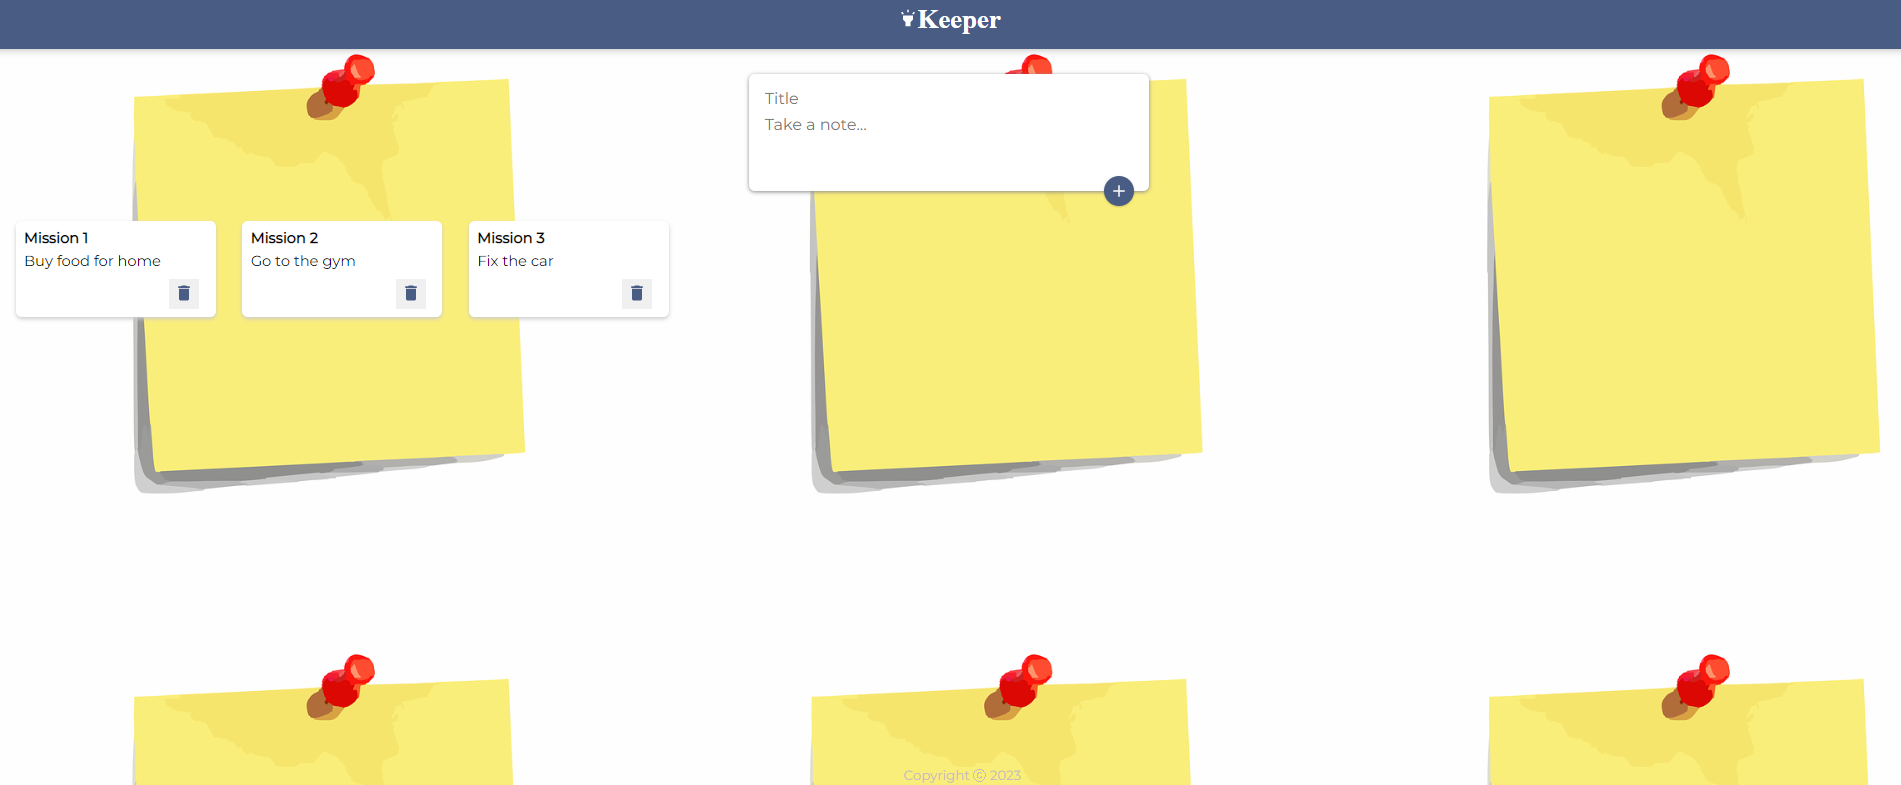 Keeper
Title
Take a note...
Mission 1
Buy food for home
Mission 2
Go to the gym
Mission 3
Fix the car
Copyright ⓒ 2023